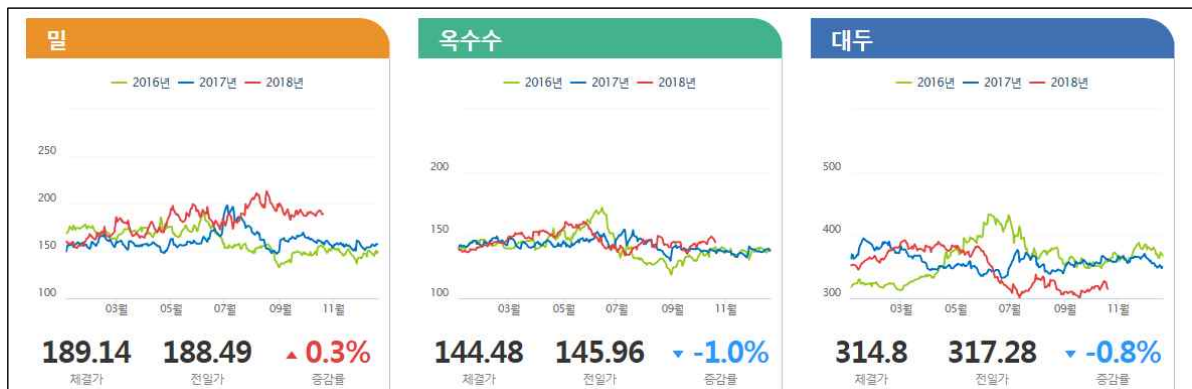 밀
2016년 2017년 2018년
250
200
150
100
03월 05월 07월 09월 11월
189.14 188.49 ▲ 0.3%
체결가 전일가 증감률
옥수수
2016년 2017년 2018년
200
150
100
03월 05월 07월 09월 11월
144.48 145.96 ▼ -1.0%
체결가 전일가 증감률
대두
2016년 2017년 2018년
500
400
300
03월 05월 07월 09월 11월
314.8 317.28 ▼ -0.8%
체결가 전일가 증감률